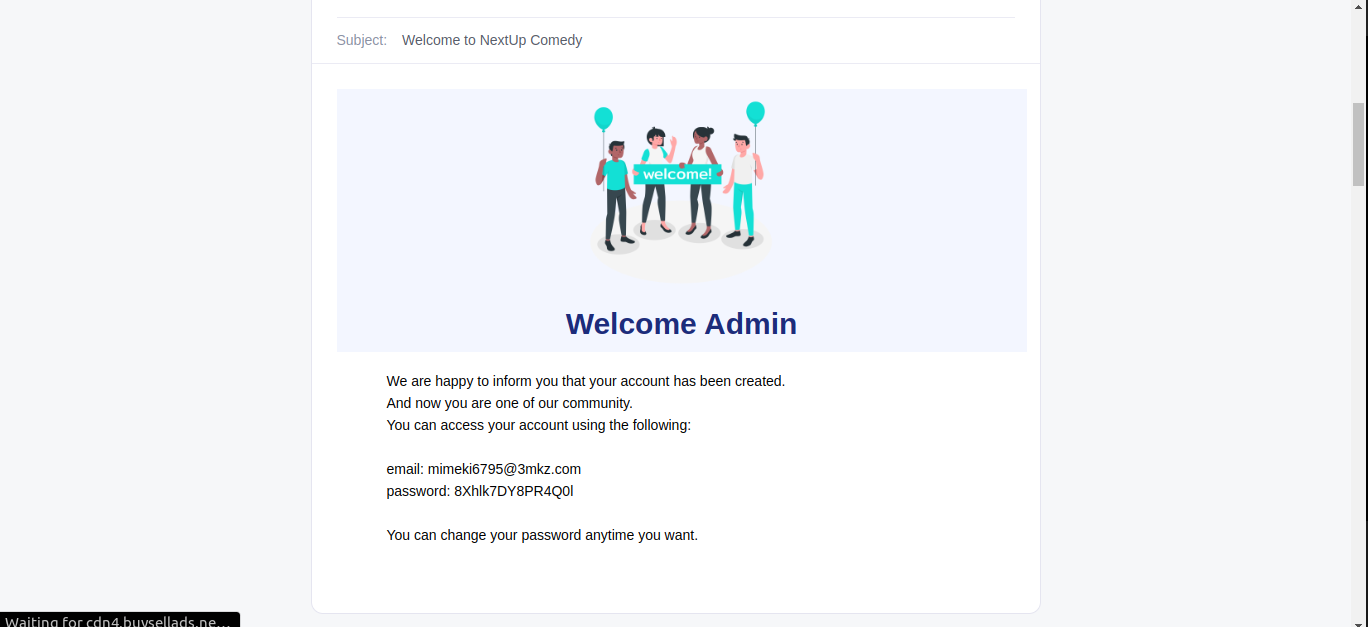 Subject: Welcome to NextUp Comedy
welcome!
Welcome Admin
We are happy to inform you that your account has been created.
And now you are one of our community.
You can access your account using the following:
email: mimeki6795@3mkz.com
password: 8Xhlk7DY8PR4Q0l
You can change your password anytime you want.
Waiting for cdn4.buysellads.ne...